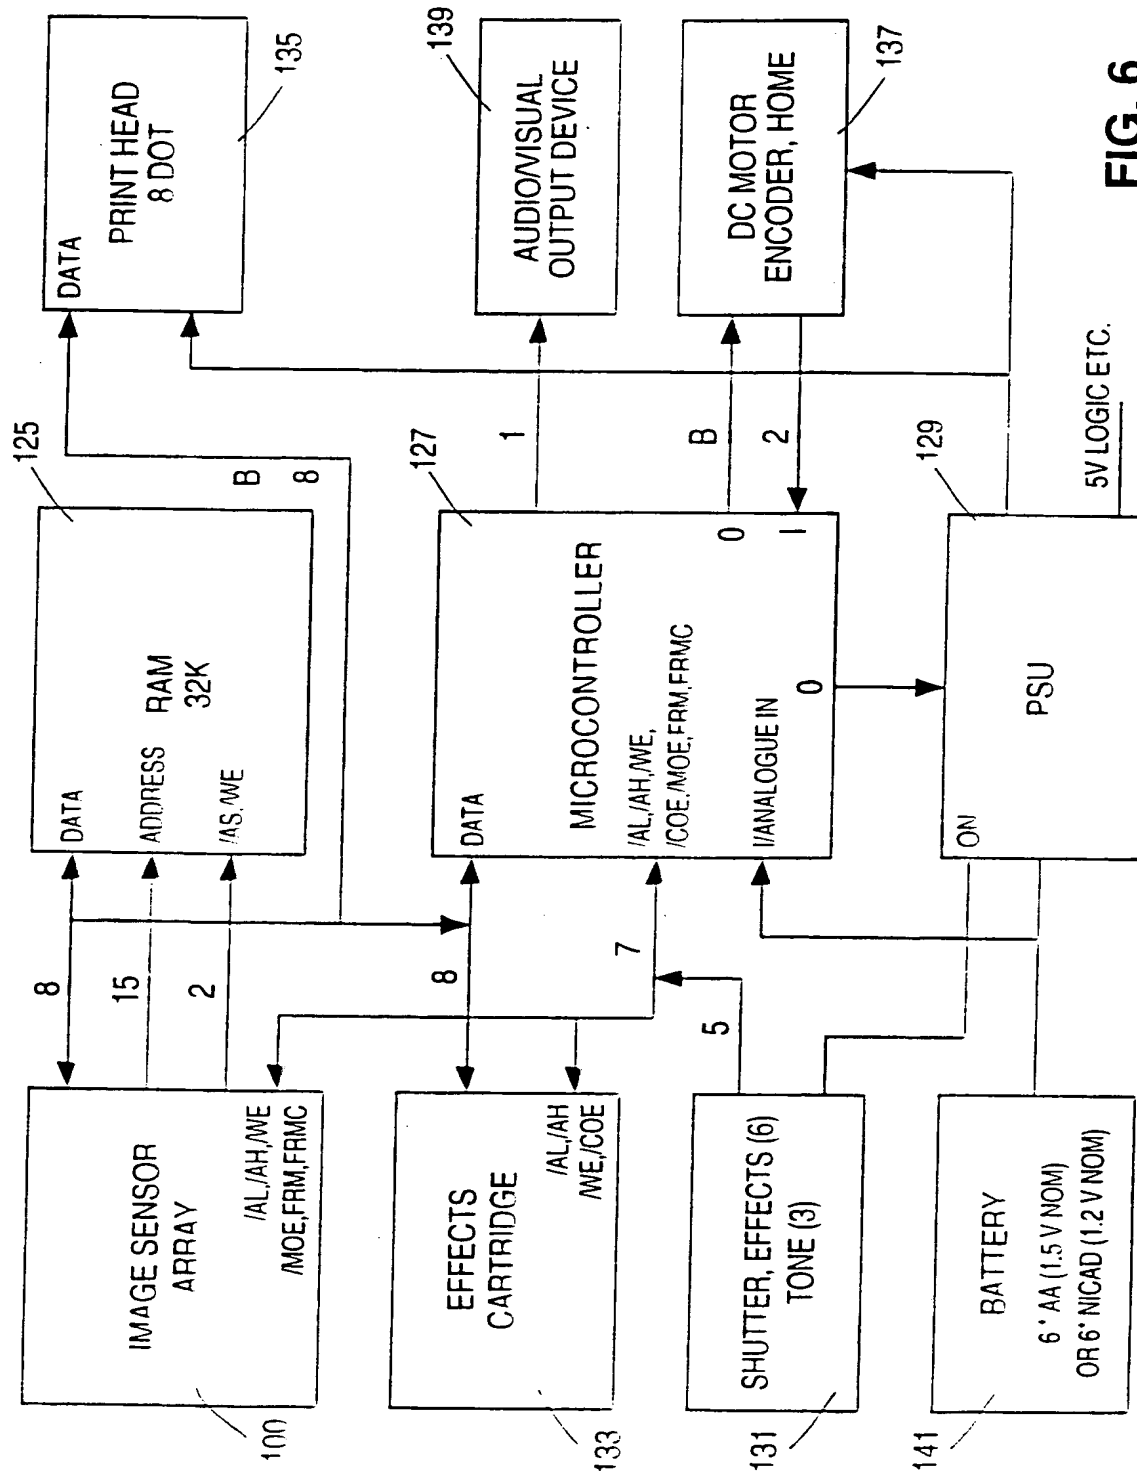 IMAGE SENSOR
ARRAY
/AL,/AH,/WE
/MOE,FRM,FRMC
100
8
15
2
DATA
ADDRESS
/AS,/WE
RAM
32K
125
B
8
DATA
PRINT HEAD
8 DOT
135
EFFECTS
CARTRIDGE
/AL,/AH
/WE,/COE
133
8
7
DATA
MICROCONTROLLER
/AL,/AH,/WE,
/COE,/MOE,FRM,FRMC
I/ANALOGUE IN
O
O
I
127
1
B
2
AUDIO/VISUAL
OUTPUT DEVICE
139
DC MOTOR
ENCODER, HOME
137
SHUTTER, EFFECTS (6)
TONE (3)
131
5
BATTERY
6* AA (1.5 V NOM)
OR 6* NICAD (1.2 V NOM)
141
ON
PSU
129
5V LOGIC ETC.
FIG. 6